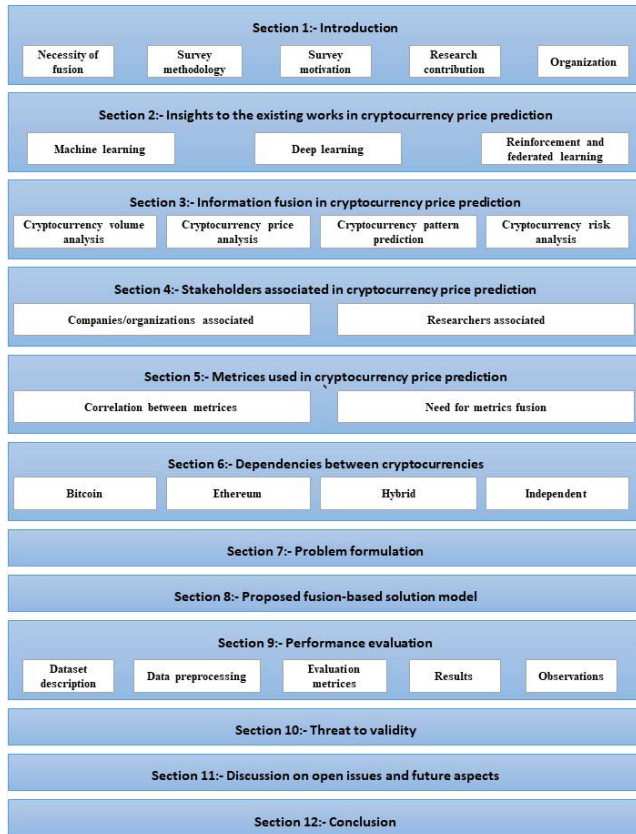 Section 1:- Introduction
Necessity of
fusion
Survey
methodology
Survey
motivation
Research
contribution
Organization
Section 2:- Insights to the existing works in cryptocurrency price prediction
Machine learning
Deep learning
Reinforcement and
federated learning
Section 3:- Information fusion in cryptocurrency price prediction
Cryptocurrency volume
analysis
Cryptocurrency price
analysis
Cryptocurrency pattern
prediction
Cryptocurrency risk
analysis
Section 4:- Stakeholders associated in cryptocurrency price prediction
Companies/organizations associated
Researchers associated
Section 5:- Metrices used in cryptocurrency price prediction
Correlation between metrices
Need for metrics fusion
Section 6:- Dependencies between cryptocurrencies
Bitcoin
Ethereum
Hybrid
Independent
Section 7:- Problem formulation
Section 8:- Proposed fusion-based solution model
Section 9:- Performance evaluation
Dataset
description
Data preprocessing
Evaluation
metrices
Results
Observations
Section 10:- Threat to validity
Section 11:- Discussion on open issues and future aspects
Section 12:- Conclusion